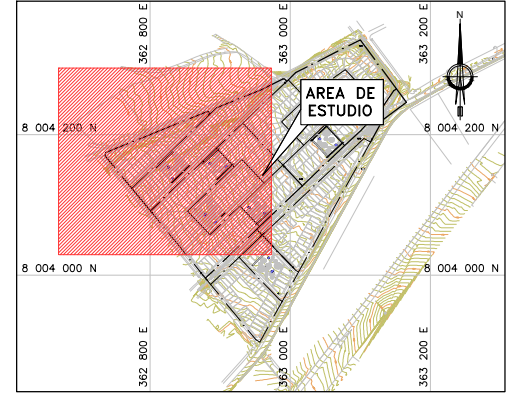 362 800 E
363 000 E
363 200 E
N
AREA DE
ESTUDIO
8 004 200 N
8 004 200 N
8 004 000 N
8 004 000 N
362 800 E
363 000 E
363 200 E